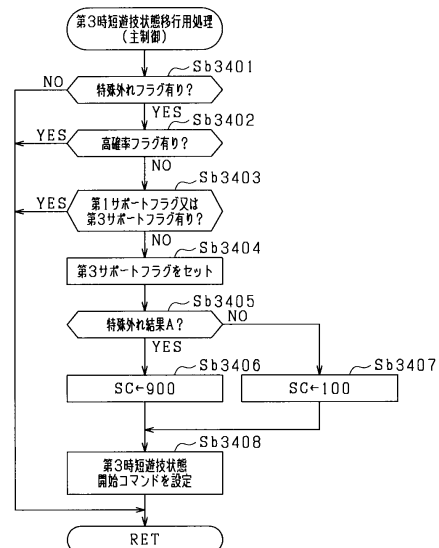 第3時短遊技状態移行用処理
(主制御)
Sb3401
NO
特殊外れフラグ有り?
YES
Sb3402
YES
高確率フラグ有り?
NO
Sb3403
YES
第1サポートフラグ又は
第3サポートフラグ有り?
NO
Sb3404
第3サポートフラグをセット
Sb3405
特殊外れ結果A?
NO
YES
Sb3406
Sb3407
SC←900
SC←100
Sb3408
第3時短遊技状態
開始コマンドを設定
RET